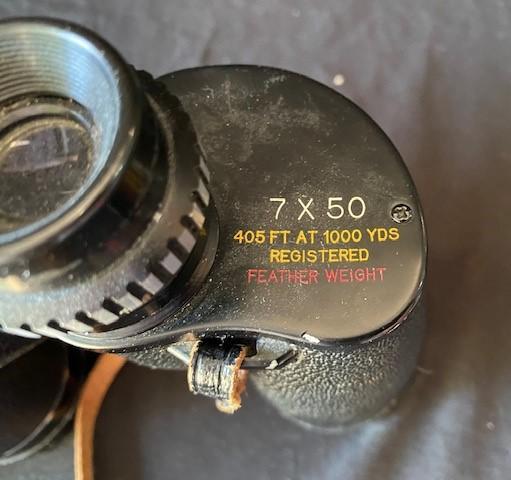 7 X 50
405 FT AT 1000 YDS
REGISTERED
FEATHER WEIGHT